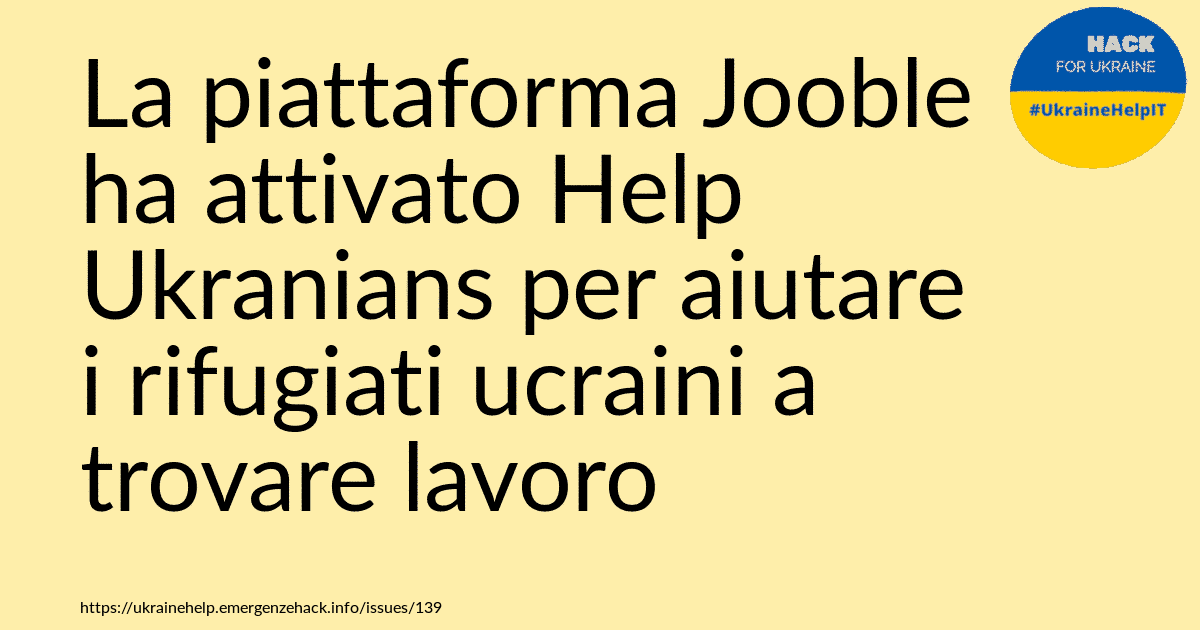 La piattaforma Jooble
ha attivato Help
Ukranians per aiutare
i rifugiati ucraini a
trovare lavoro
HACK
FOR UKRAINE
#UkraineHelpIT
https://ukrainehelp.emergenzehack.info/issues/139